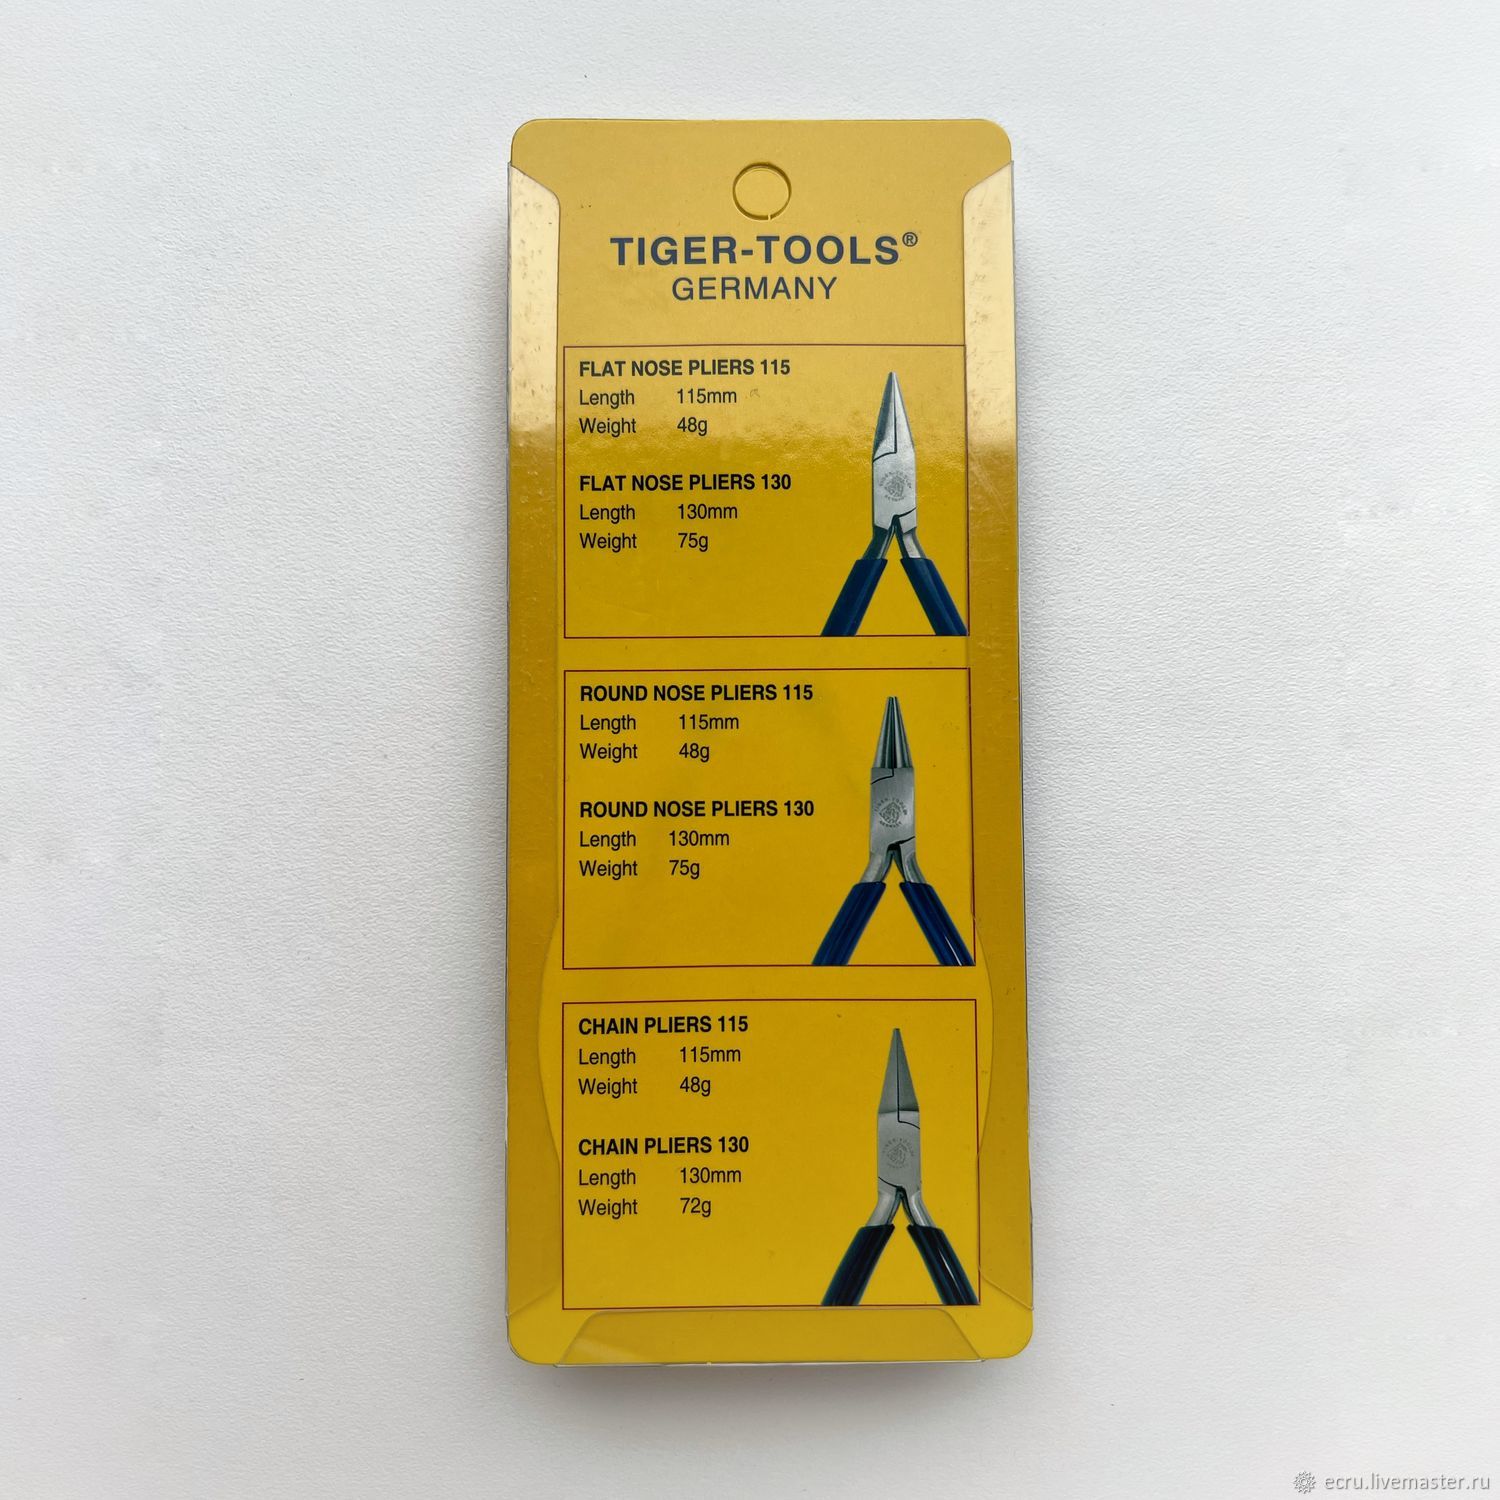 TIGER-TOOLS®
GERMANY
FLAT NOSE PLIERS 115
Length 115mm
Weight 48g
FLAT NOSE PLIERS 130
Length 130mm
Weight 75g
ROUND NOSE PLIERS 115
Length 115mm
Weight 48g
ROUND NOSE PLIERS 130
Length 130mm
Weight 75g
CHAIN PLIERS 115
Length 115mm
Weight 48g
CHAIN PLIERS 130
Length 130mm
Weight 72g
ecru.livemaster.ru